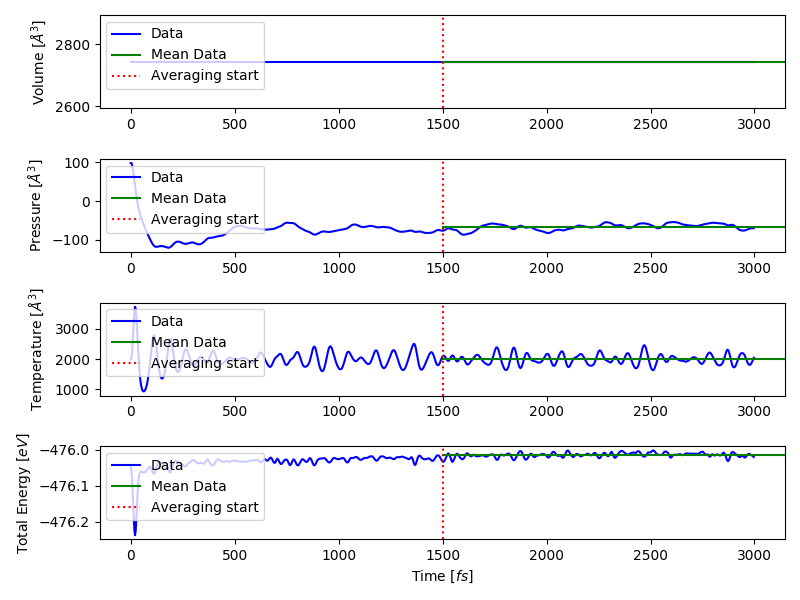 Volume [Å³]
2800
2600
Data
Mean Data
Averaging start
0 500 1000 1500 2000 2500 3000
Pressure [Å³]
100
0
−100
Data
Mean Data
Averaging start
0 500 1000 1500 2000 2500 3000
Temperature [Å³]
3000
2000
1000
Data
Mean Data
Averaging start
0 500 1000 1500 2000 2500 3000
Total Energy [eV]
−476.0
−476.1
−476.2
Data
Mean Data
Averaging start
0 500 1000 1500 2000 2500 3000
Time [fs]